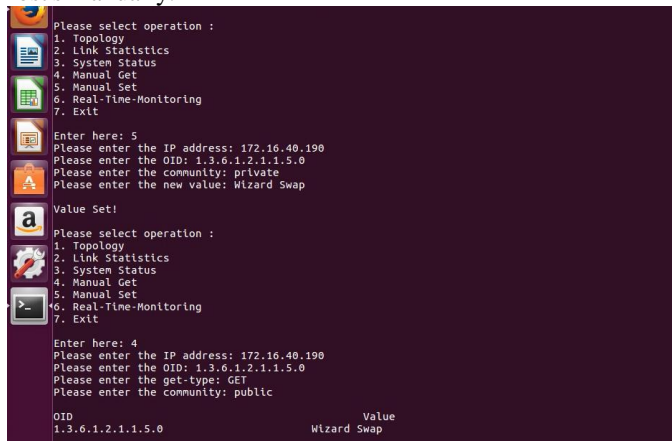 Please select operation :
1. Topology
2. Link Statistics
3. System Status
4. Manual Get
5. Manual Set
6. Real-Time-Monitoring
7. Exit
Enter here: 5
Please enter the IP address: 172.16.40.190
Please enter the OID: 1.3.6.1.2.1.1.5.0
Please enter the community: private
Please enter the new value: Wizard Swap
Value Set!
Please select operation :
1. Topology
2. Link Statistics
3. System Status
4. Manual Get
5. Manual Set
6. Real-Time-Monitoring
7. Exit
Enter here: 4
Please enter the IP address: 172.16.40.190
Please enter the OID: 1.3.6.1.2.1.1.5.0
Please enter the get-type: GET
Please enter the community: public
OID Value
1.3.6.1.2.1.1.5.0 Wizard Swap